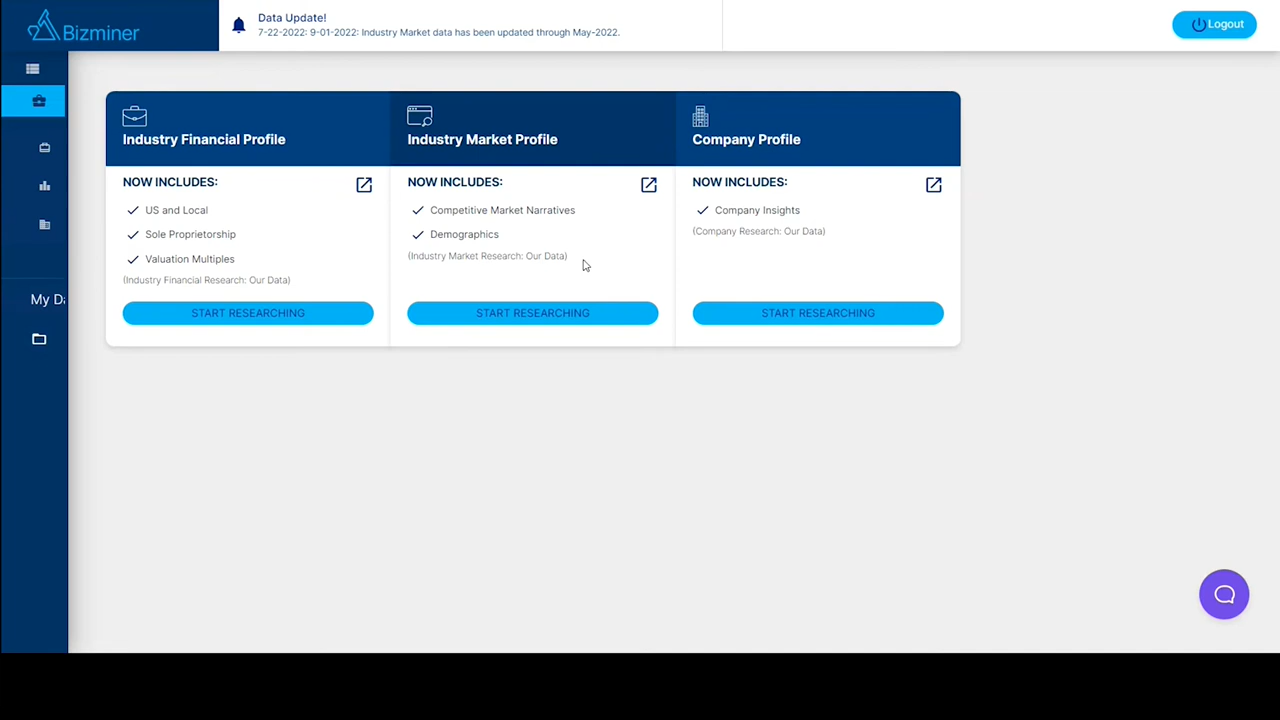 Bizminer
Data Update!
7-22-2022: 9-01-2022: Industry Market data has been updated through May-2022.
Logout
Industry Financial Profile
NOW INCLUDES:
US and Local
Sole Proprietorship
Valuation Multiples
(Industry Financial Research: Our Data)
START RESEARCHING
Industry Market Profile
NOW INCLUDES:
Competitive Market Narratives
Demographics
(Industry Market Research: Our Data)
START RESEARCHING
Company Profile
NOW INCLUDES:
Company Insights
(Company Research: Our Data)
START RESEARCHING
My